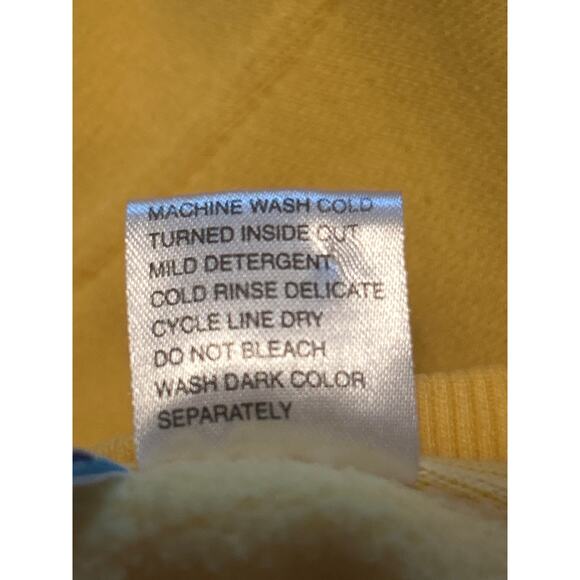 MACHINE WASH COLD
TURNED INSIDE OUT
MILD DETERGENT
COLD RINSE DELICATE
CYCLE LINE DRY
DO NOT BLEACH
WASH DARK COLOR
SEPARATELY